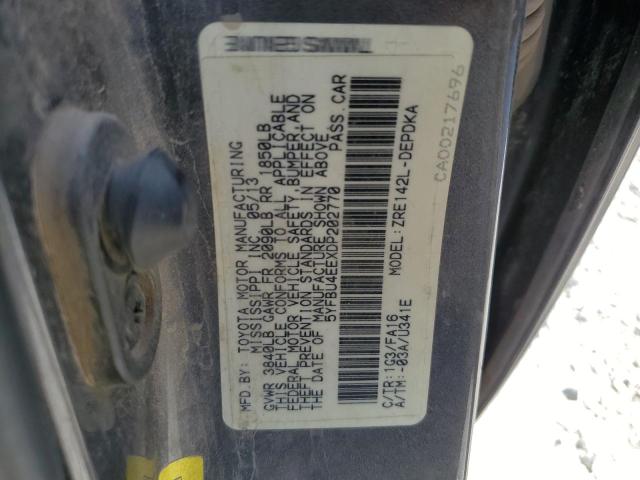 MFD. BY: TOYOTA MOTOR MANUFACTURING
MISSISSIPPI INC. 05/13
GVWR 3840LB GAWR FR 2090LB RR 1850LB
THIS VEHICLE CONFORMS TO ALL APPLICABLE
FEDERAL MOTOR VEHICLE SAFETY, BUMPER, AND
THEFT PREVENTION STANDARDS IN EFFECT ON
THE DATE OF MANUFACTURE SHOWN ABOVE.
5YFBU4EEXDP202770 PASS. CAR
C/TR: 1G3/FA16 MODEL: ZRE142L-DEPDKA
A/TM: -03A/U341E
CA00217696